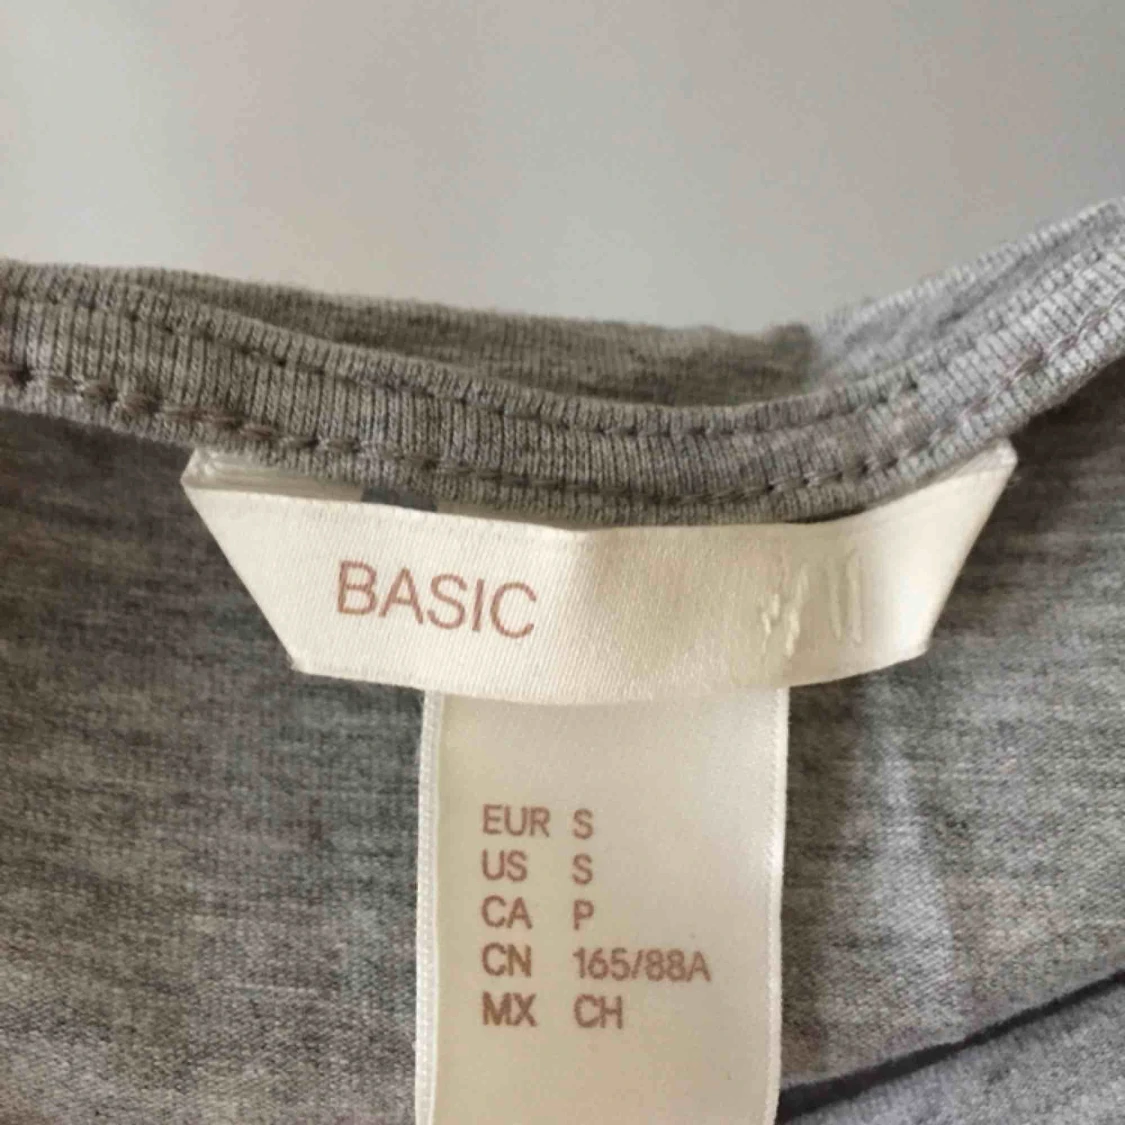 BASIC
EUR S
US S
CA P
CN 165/88A
MX CH